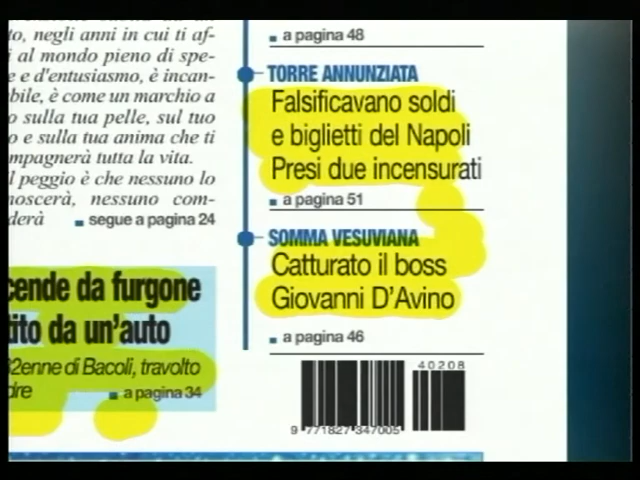 to, negli anni in cui ti af-
i al mondo pieno di spe-
e e d'entusiasmo, è incan-
bile, è come un marchio a
o sulla tua pelle, sul tuo
o e sulla tua anima che ti
mpagnerà tutta la vita.
l peggio è che nessuno lo
noscerà, nessuno com-
derà
segue a pagina 24
cende da furgone
tito da un'auto
32enne di Bacoli, travolto
dre
a pagina 34
a pagina 48
TORRE ANNUNZIATA
Falsificavano soldi
e biglietti del Napoli
Presi due incensurati
a pagina 51
SOMMA VESUVIANA
Catturato il boss
Giovanni D'Avino
a pagina 46
40208
9 771827 347005